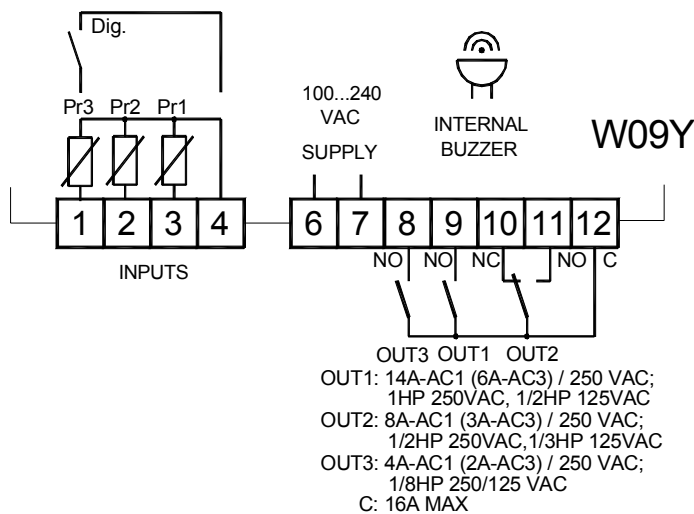 Dig.
Pr3 Pr2 Pr1
100...240
VAC
SUPPLY
INTERNAL
BUZZER
W09Y
1 2 3 4 6 7 8 9 10 11 12
INPUTS
NO NO NC NO C
OUT3 OUT1 OUT2
OUT1: 14A-AC1 (6A-AC3) / 250 VAC;
1HP 250VAC, 1/2HP 125VAC
OUT2: 8A-AC1 (3A-AC3) / 250 VAC;
1/2HP 250VAC,1/3HP 125VAC
OUT3: 4A-AC1 (2A-AC3) / 250 VAC;
1/8HP 250/125 VAC
C: 16A MAX